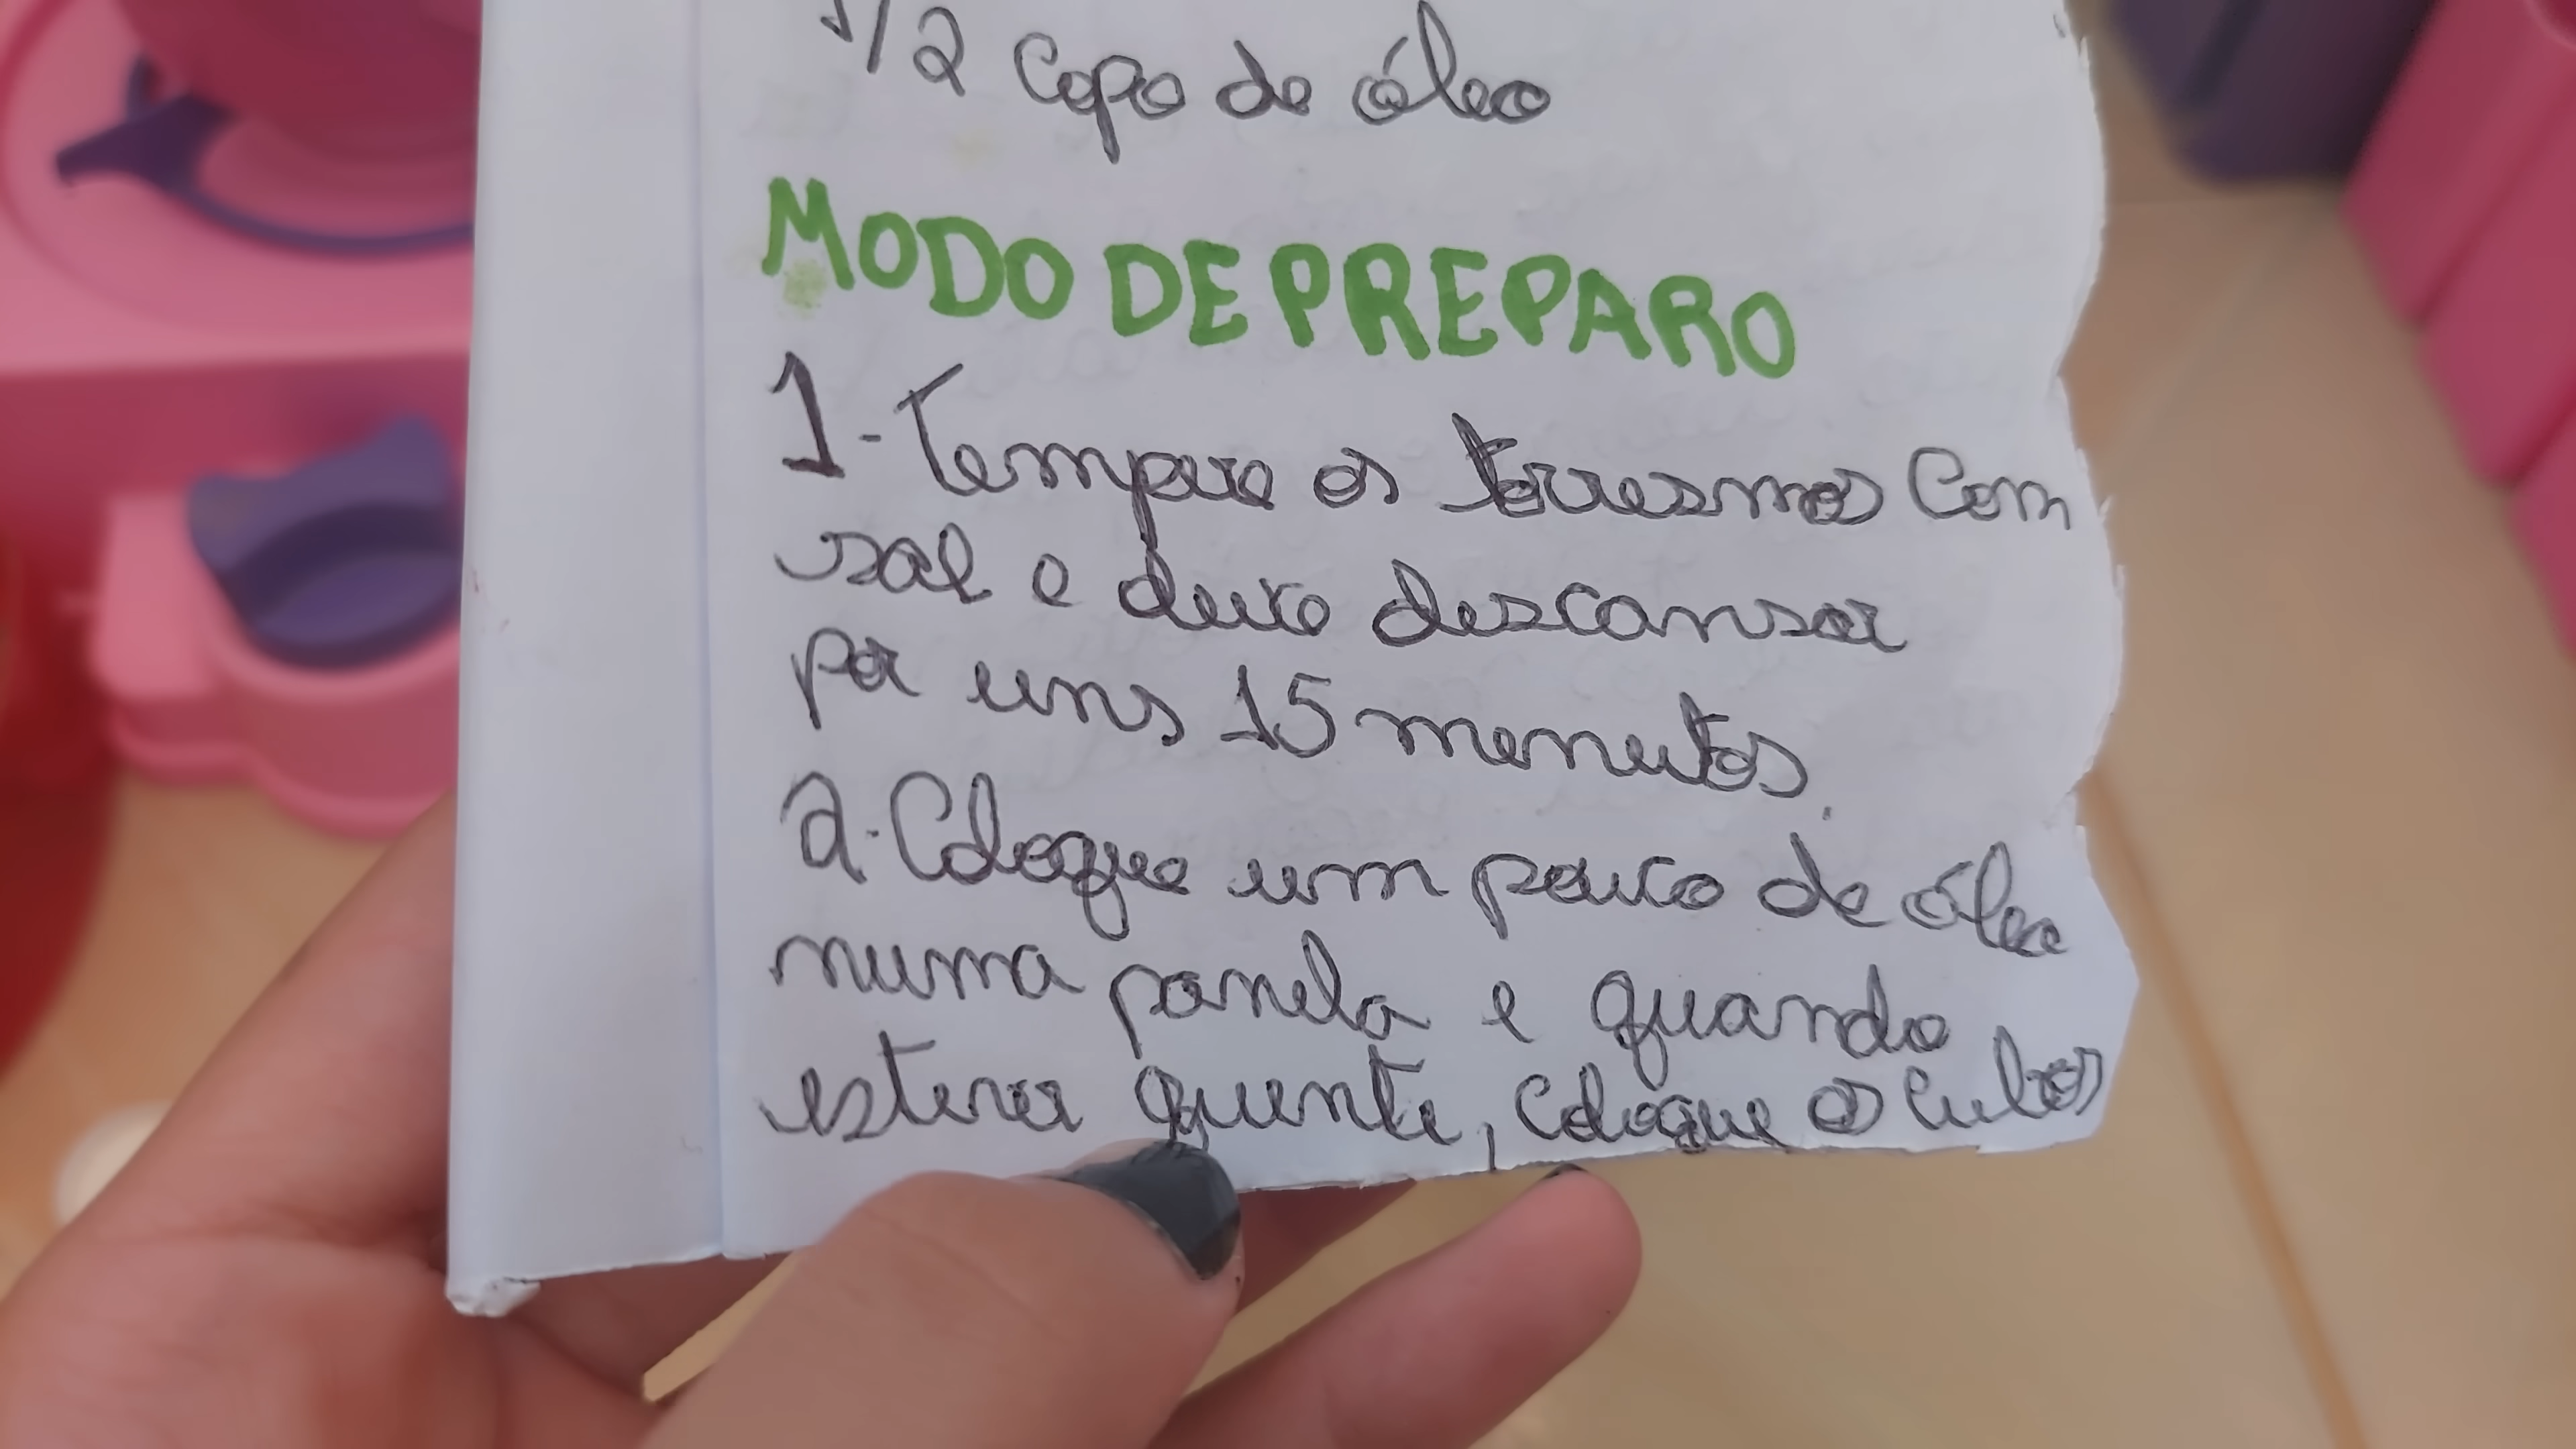 1/2 Copo de óleo
MODO DE PREPARO
1-Tempere os torresmos Com
sal e deixe descansar
por uns 15 minutos.
2-Coloque um pouco de óleo
numa panela e quando
estiver quente, Coloque os cubos